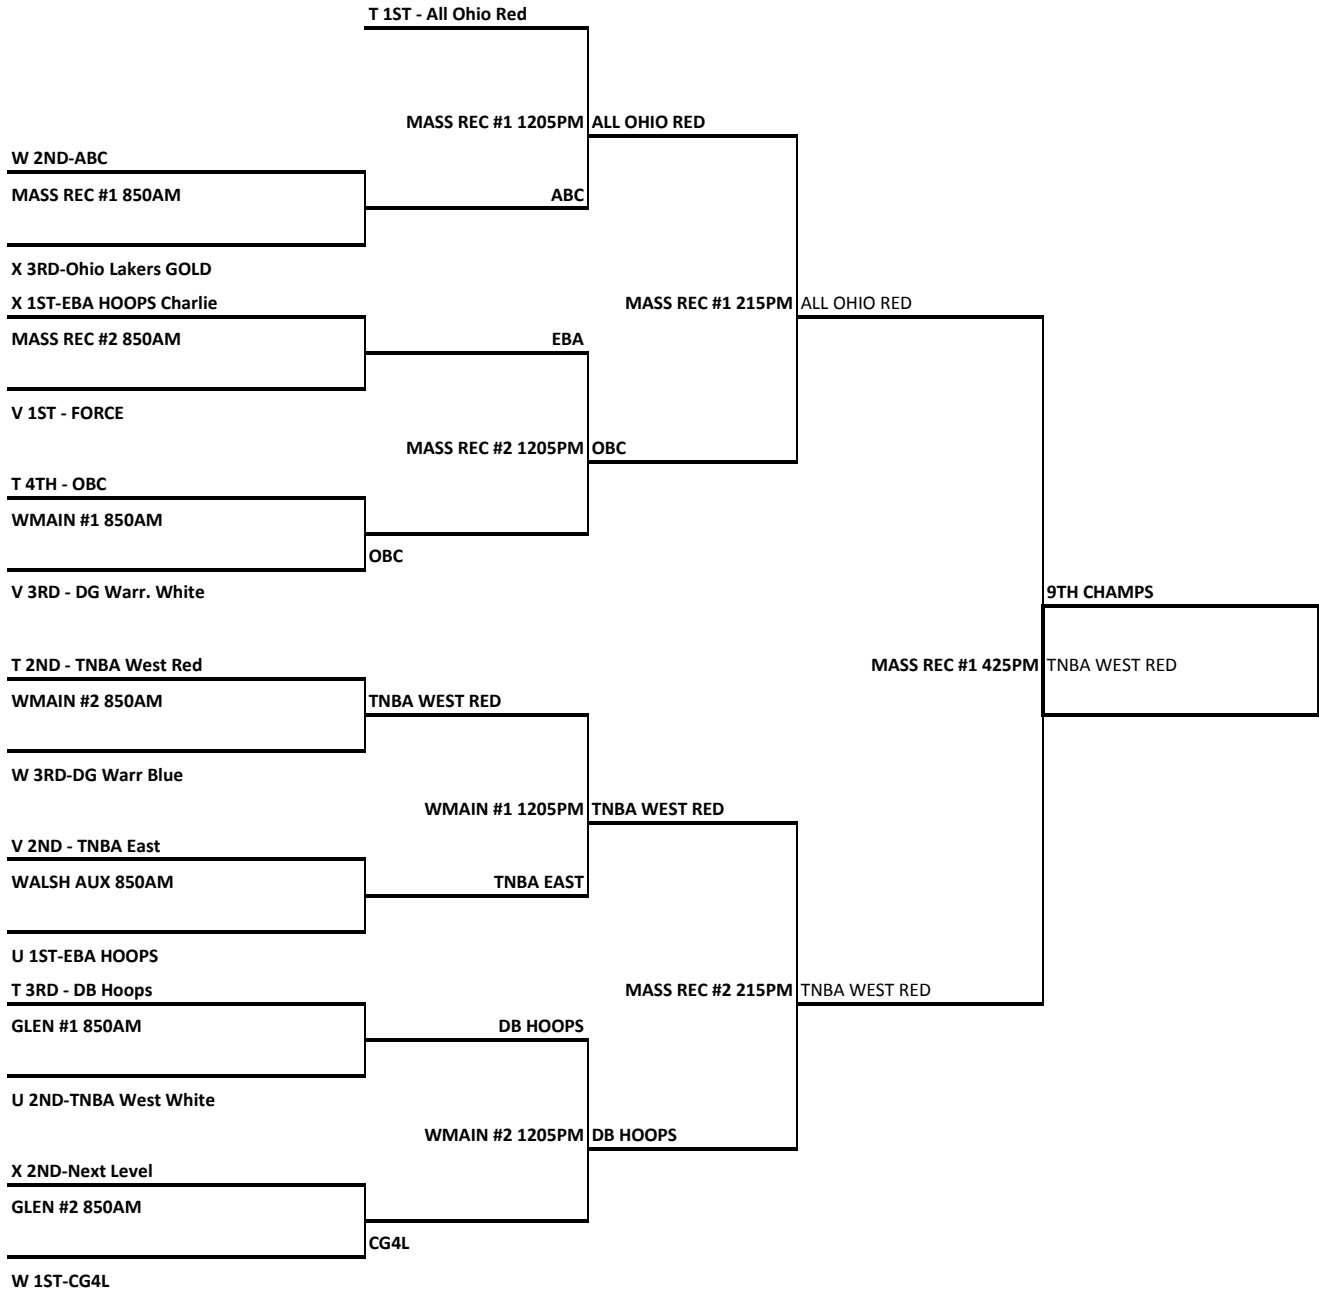 T 1ST - All Ohio Red
MASS REC #1 1205PM ALL OHIO RED
W 2ND-ABC
MASS REC #1 850AM
ABC
X 3RD-Ohio Lakers GOLD
X 1ST-EBA HOOPS Charlie
MASS REC #1 215PM ALL OHIO RED
MASS REC #2 850AM
EBA
V 1ST - FORCE
MASS REC #2 1205PM OBC
T 4TH - OBC
WMAIN #1 850AM
OBC
V 3RD - DG Warr. White
9TH CHAMPS
T 2ND - TNBA West Red
MASS REC #1 425PM TNBA WEST RED
WMAIN #2 850AM
TNBA WEST RED
W 3RD-DG Warr Blue
WMAIN #1 1205PM TNBA WEST RED
V 2ND - TNBA East
WALSH AUX 850AM
TNBA EAST
U 1ST-EBA HOOPS
T 3RD - DB Hoops
MASS REC #2 215PM TNBA WEST RED
GLEN #1 850AM
DB HOOPS
U 2ND-TNBA West White
WMAIN #2 1205PM DB HOOPS
X 2ND-Next Level
GLEN #2 850AM
CG4L
W 1ST-CG4L